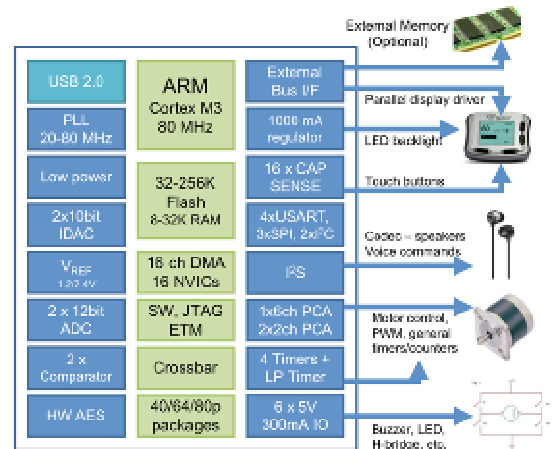 External Memory
(Optional)
USB 2.0
ARM
Cortex M3
80 MHz
External
Bus I/F
Parallel display driver
PLL
20-80 MHz
1000 mA
regulator
LED backlight
Low power
32-256K
Flash
8-32K RAM
16 x CAP
SENSE
Touch buttons
2x10bit
IDAC
4xUSART,
3xSPI, 2xI²C
Codec – speakers
Voice commands
VREF
1.2/2.4V
16 ch DMA
16 NVICs
I²S
2 x 12bit
ADC
SW, JTAG
ETM
1x6ch PCA
2x2ch PCA
Motor control,
PWM, general
timers/counters
2 x
Comparator
Crossbar
4 Timers +
LP Timer
HW AES
40/64/80p
packages
6 x 5V
300mA IO
Buzzer, LED,
H-bridge, etc.